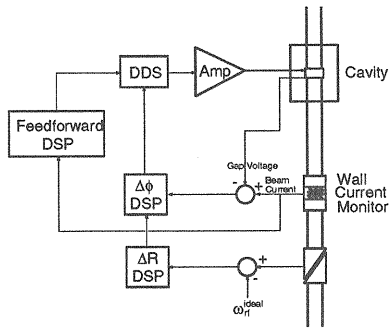 DDS
Amp
Cavity
Feedforward
DSP
Gap Voltage
Δϕ
DSP
-
+
Beam
Current
Wall
Current
Monitor
ΔR
DSP
+
-
ω_rf^ideal